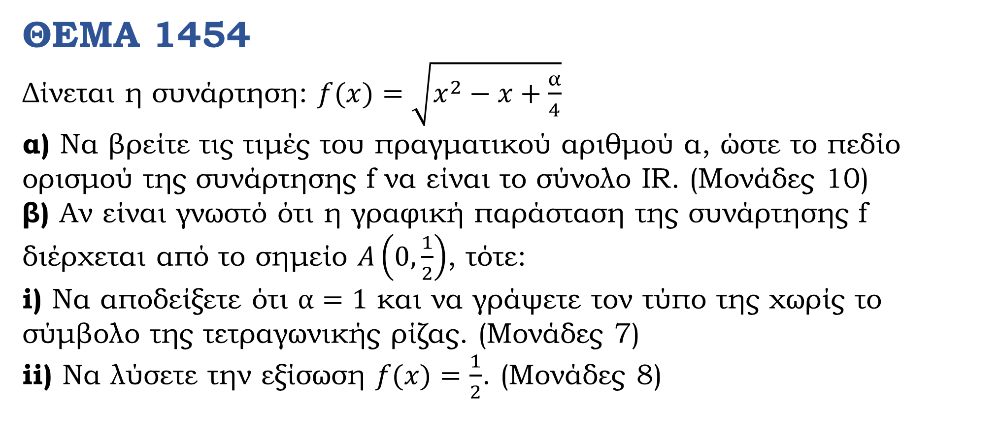 ΘΕΜΑ 1454
Δίνεται η συνάρτηση: $f(x) = \sqrt{x^2 - x + \frac{α}{4}}$
α) Να βρείτε τις τιμές του πραγματικού αριθμού α, ώστε το πεδίο
ορισμού της συνάρτησης f να είναι το σύνολο IR. (Μονάδες 10)
β) Αν είναι γνωστό ότι η γραφική παράσταση της συνάρτησης f
διέρχεται από το σημείο $A\left(0, \frac{1}{2}\right)$, τότε:
i) Να αποδείξετε ότι α = 1 και να γράψετε τον τύπο της χωρίς το
σύμβολο της τετραγωνικής ρίζας. (Μονάδες 7)
ii) Να λύσετε την εξίσωση $f(x) = \frac{1}{2}$. (Μονάδες 8)